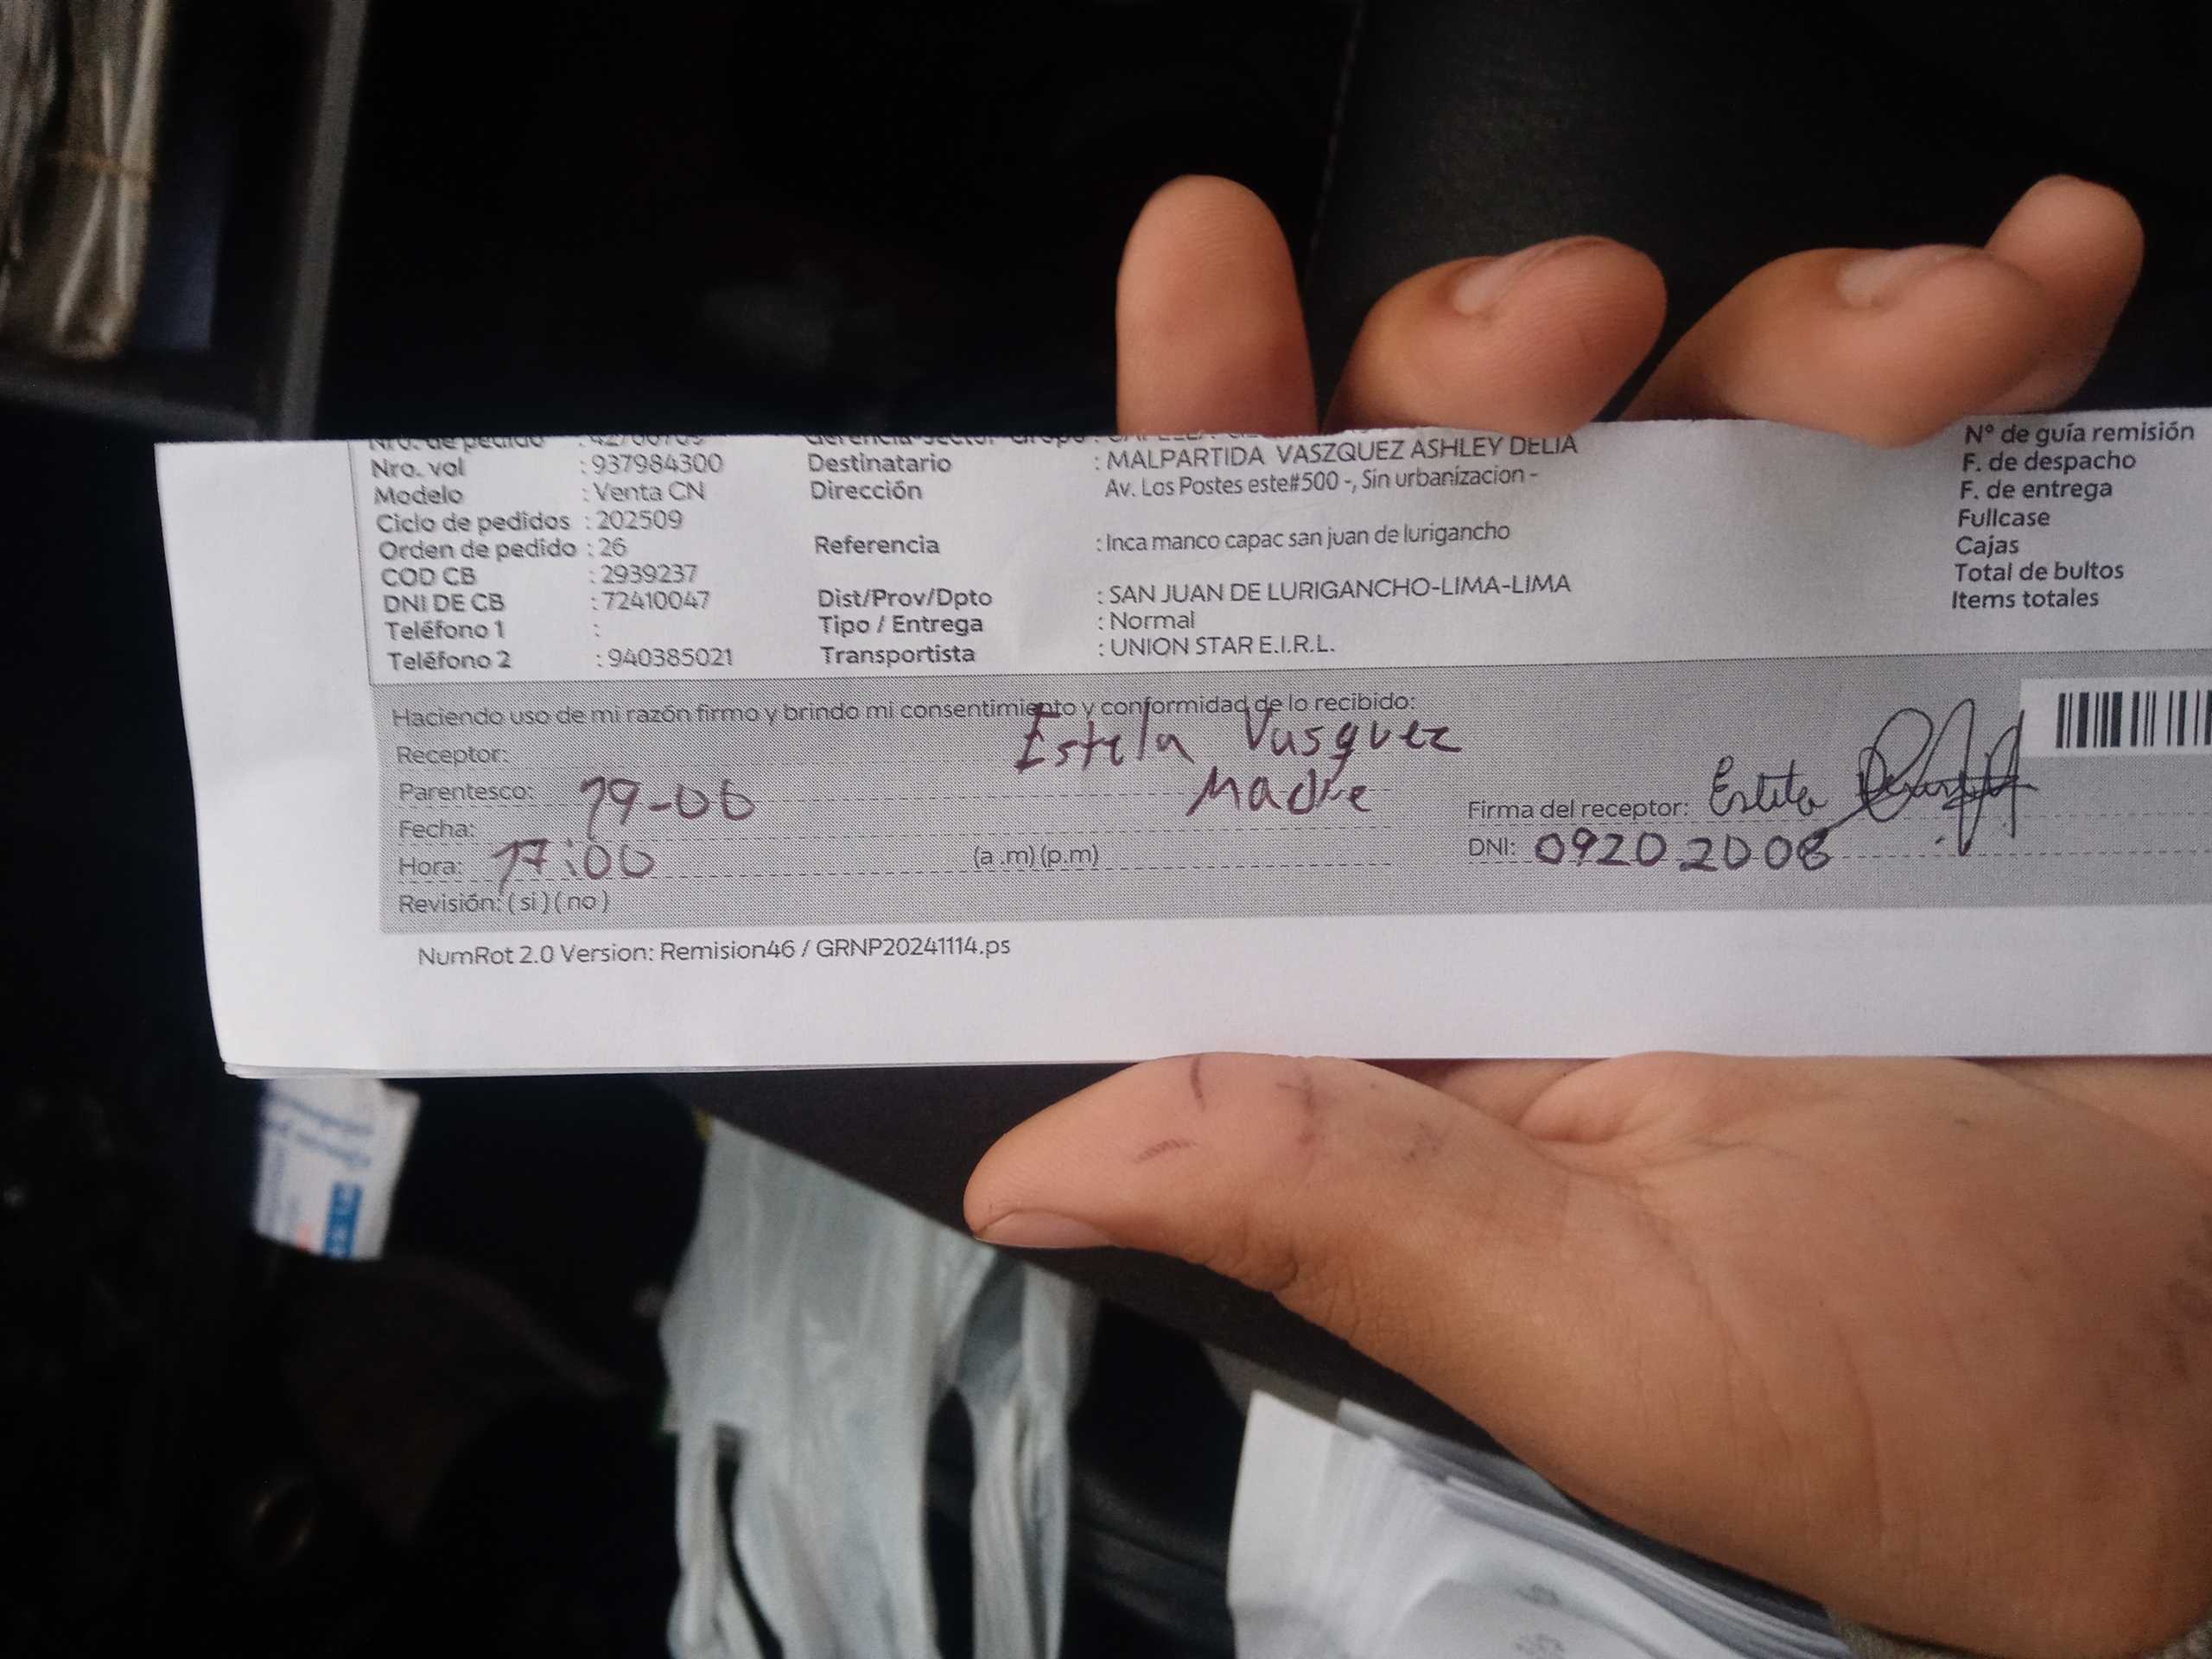 Nro. de pedido : 42700705
Nro. vol : 937984300 Destinatario : MALPARTIDA VASZQUEZ ASHLEY DELIA
Modelo : Venta CN Dirección Av. Los Postes este#500 -, Sin urbanizacion -
Ciclo de pedidos : 202509
Orden de pedido : 26 Referencia : Inca manco capac san juan de lurigancho
COD CB : 2939237
DNI DE CB : 72410047 Dist/Prov/Dpto : SAN JUAN DE LURIGANCHO-LIMA-LIMA
Teléfono 1 : Tipo / Entrega : Normal
Teléfono 2 : 940385021 Transportista : UNION STAR E.I.R.L.
N° de guía remisión
F. de despacho
F. de entrega
Fullcase
Cajas
Total de bultos
Items totales
Haciendo uso de mi razón firmo y brindo mi consentimiento y conformidad de lo recibido:
Receptor: Estela Vasquez
Parentesco: Madre
Fecha: 19-06
Hora: 17:00 (a .m) (p.m)
Revisión: ( si ) ( no )
Firma del receptor: Estela
DNI: 09202008
NumRot 2.0 Version: Remision46 / GRNP20241114.ps